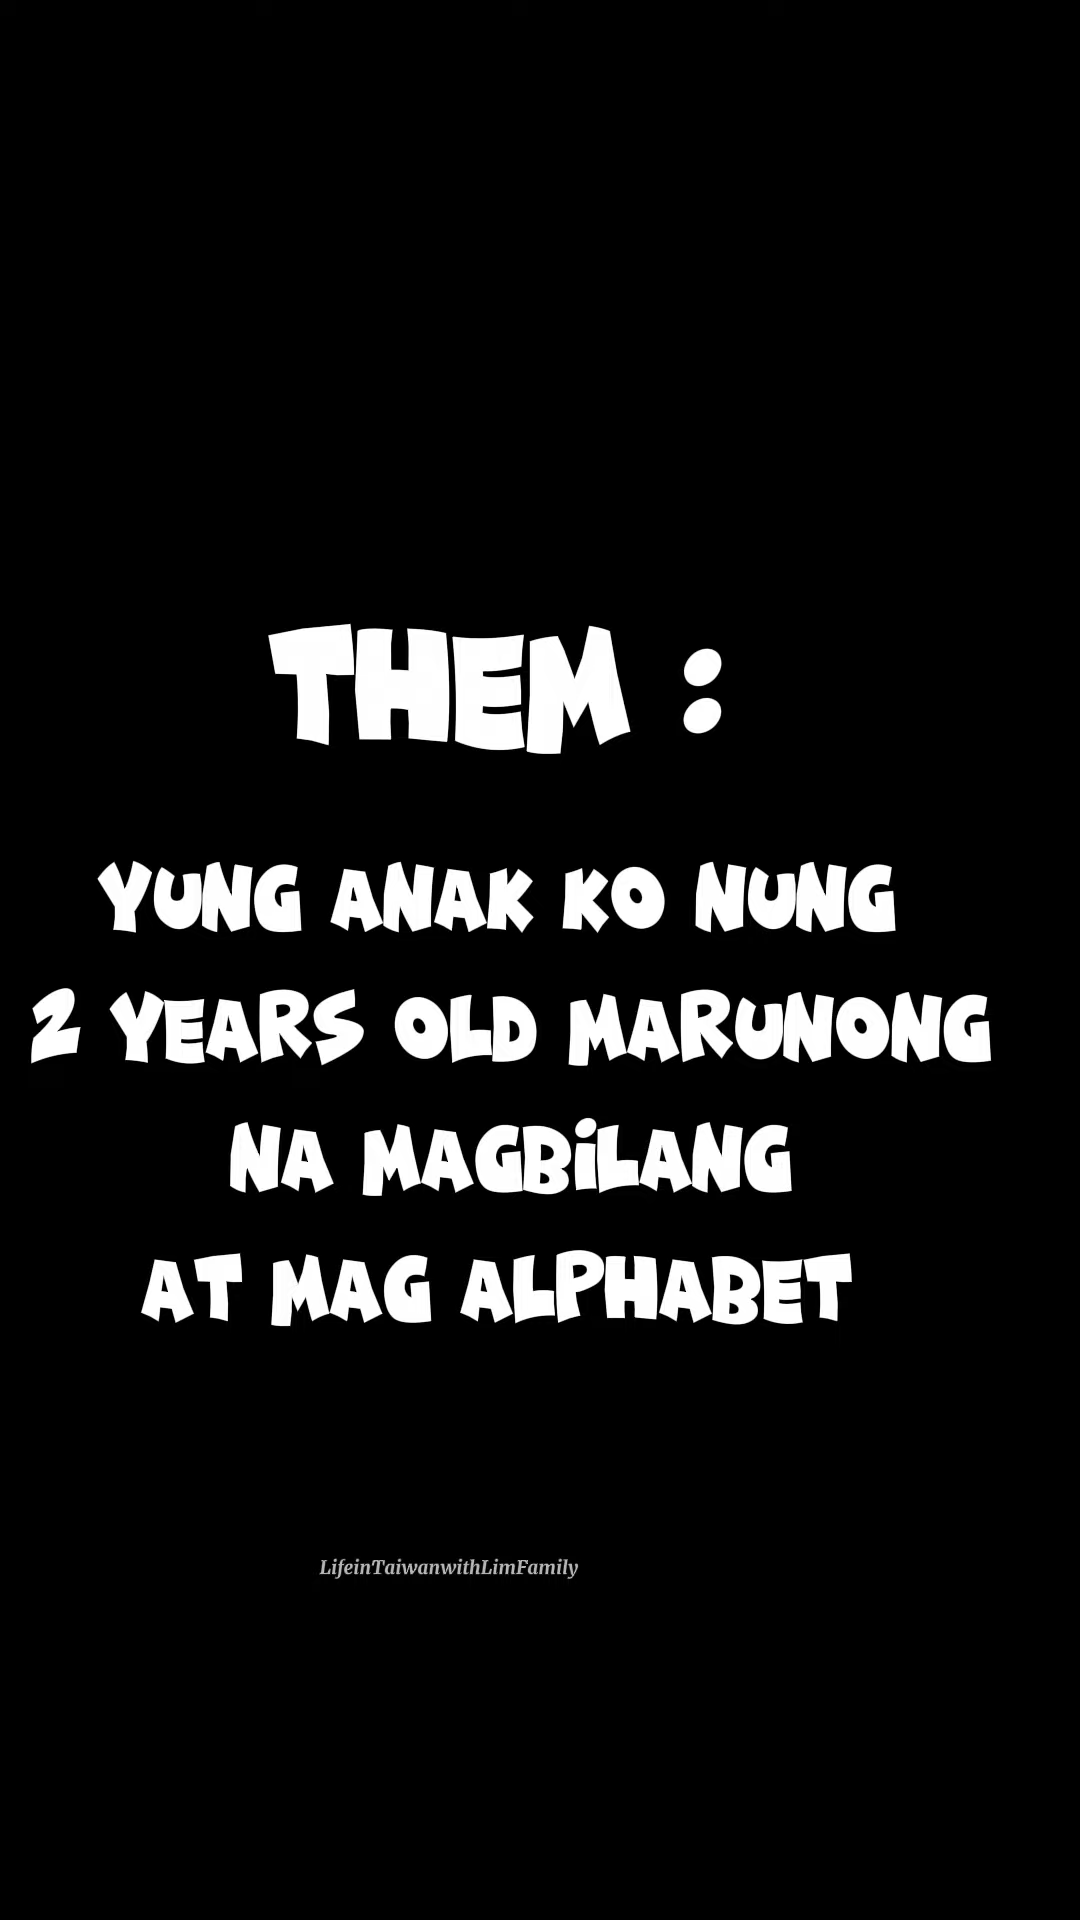 THEM :
YUNG ANAK KO NUNG
2 YEARS OLD MARUNONG
NA MAGBiLANG
AT MAG ALPHABET
LifeinTaiwanwithLimFamily